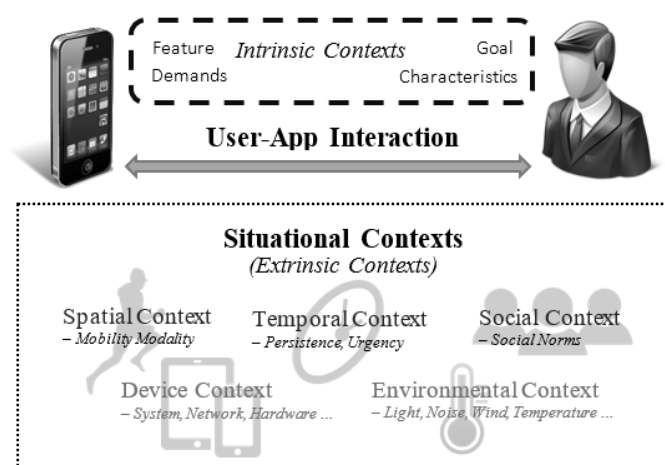 Feature Intrinsic Contexts Goal
Demands Characteristics
User-App Interaction
Situational Contexts
(Extrinsic Contexts)
Spatial Context Temporal Context Social Context
– Mobility Modality – Persistence, Urgency – Social Norms
Device Context Environmental Context
– System, Network, Hardware ... – Light, Noise, Wind, Temperature ...